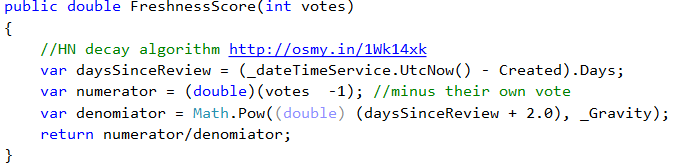 public double FreshnessScore(int votes)
{
//HN decay algorithm http://osmy.in/1Wk14xk
var daysSinceReview = (_dateTimeService.UtcNow() - Created).Days;
var numerator = (double)(votes  -1); //minus their own vote
var denomiator = Math.Pow((double) (daysSinceReview + 2.0), _Gravity);
return numerator/denomiator;
}